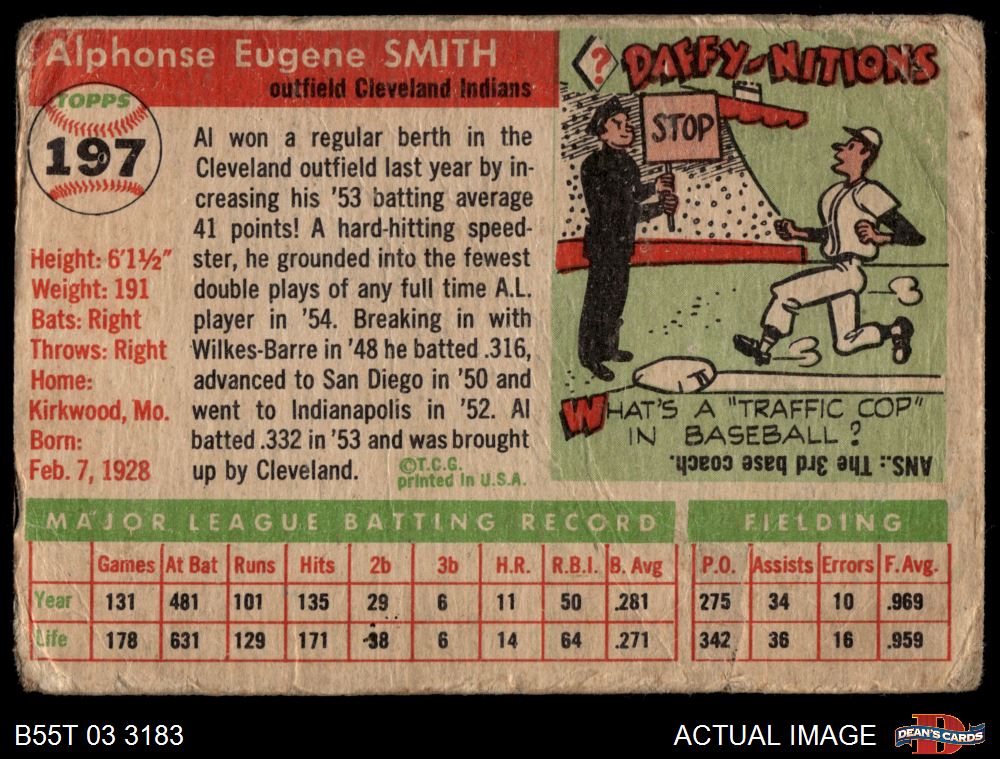 Alphonse Eugene SMITH
outfield Cleveland Indians
TOPPS
197
Al won a regular berth in the
Cleveland outfield last year by in-
creasing his '53 batting average
41 points! A hard-hitting speed-
ster, he grounded into the fewest
double plays of any full time A.L.
player in '54. Breaking in with
Wilkes-Barre in '48 he batted .316,
advanced to San Diego in '50 and
went to Indianapolis in '52. Al
batted .332 in '53 and was brought
up by Cleveland.
©T.C.G.
printed in U.S.A.
Height: 6'1½"
Weight: 191
Bats: Right
Throws: Right
Home:
Kirkwood, Mo.
Born:
Feb. 7, 1928
? DAFFY-NITIONS
STOP
WHAT'S A "TRAFFIC COP"
IN BASEBALL?
ANS.: The 3rd base coach.
MAJOR LEAGUE BATTING RECORD FIELDING
Games At Bat Runs Hits 2b 3b H.R. R.B.I. B. Avg P.O. Assists Errors F. Avg.
Year 131 481 101 135 29 6 11 50 .281 275 34 10 .969
Life 178 631 129 171 38 6 14 64 .271 342 36 16 .959
B55T 03 3183
ACTUAL IMAGE
DEAN'S CARDS